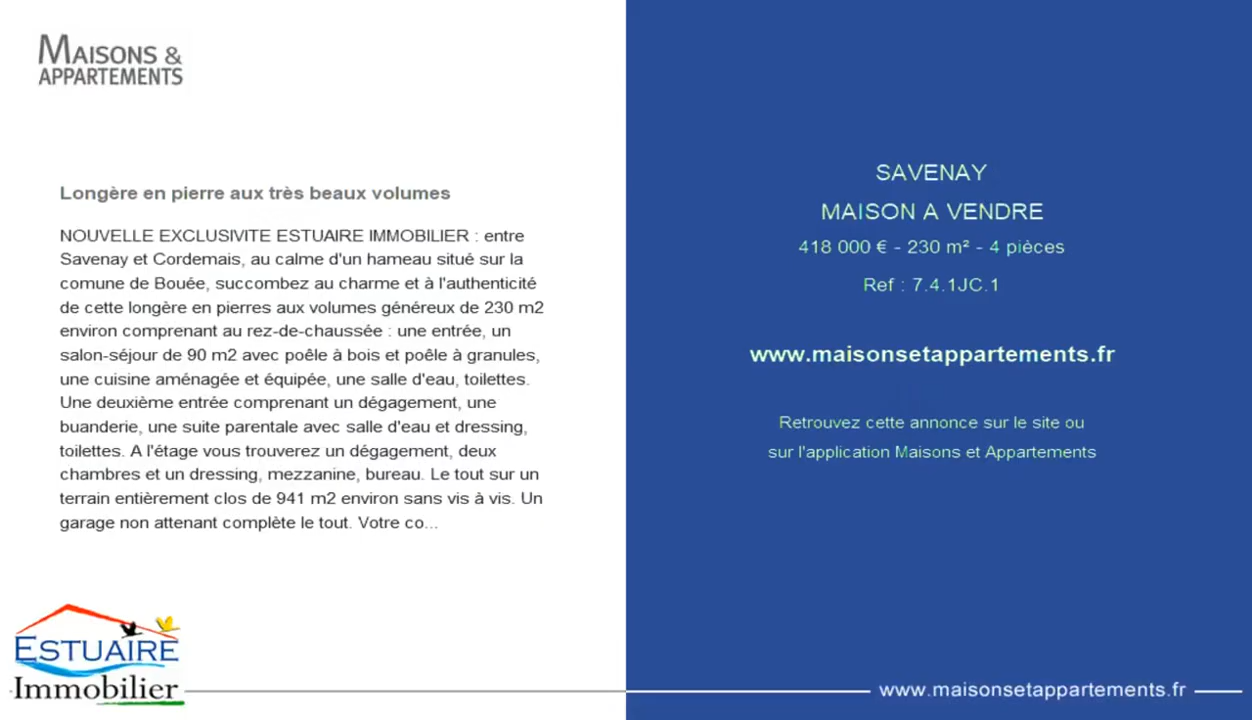 MAISONS &
APPARTEMENTS
Longère en pierre aux très beaux volumes
NOUVELLE EXCLUSIVITE ESTUAIRE IMMOBILIER : entre
Savenay et Cordemais, au calme d'un hameau situé sur la
comune de Bouée, succombez au charme et à l'authenticité
de cette longère en pierres aux volumes généreux de 230 m2
environ comprenant au rez-de-chaussée : une entrée, un
salon-séjour de 90 m2 avec poêle à bois et poêle à granules,
une cuisine aménagée et équipée, une salle d'eau, toilettes.
Une deuxième entrée comprenant un dégagement, une
buanderie, une suite parentale avec salle d'eau et dressing,
toilettes. A l'étage vous trouverez un dégagement, deux
chambres et un dressing, mezzanine, bureau. Le tout sur un
terrain entièrement clos de 941 m2 environ sans vis à vis. Un
garage non attenant complète le tout. Votre co...
ESTUAIRE
Immobilier
SAVENAY
MAISON A VENDRE
418 000 € - 230 m² - 4 pièces
Ref : 7.4.1JC.1
www.maisonsetappartements.fr
Retrouvez cette annonce sur le site ou
sur l'application Maisons et Appartements
www.maisonsetappartements.fr